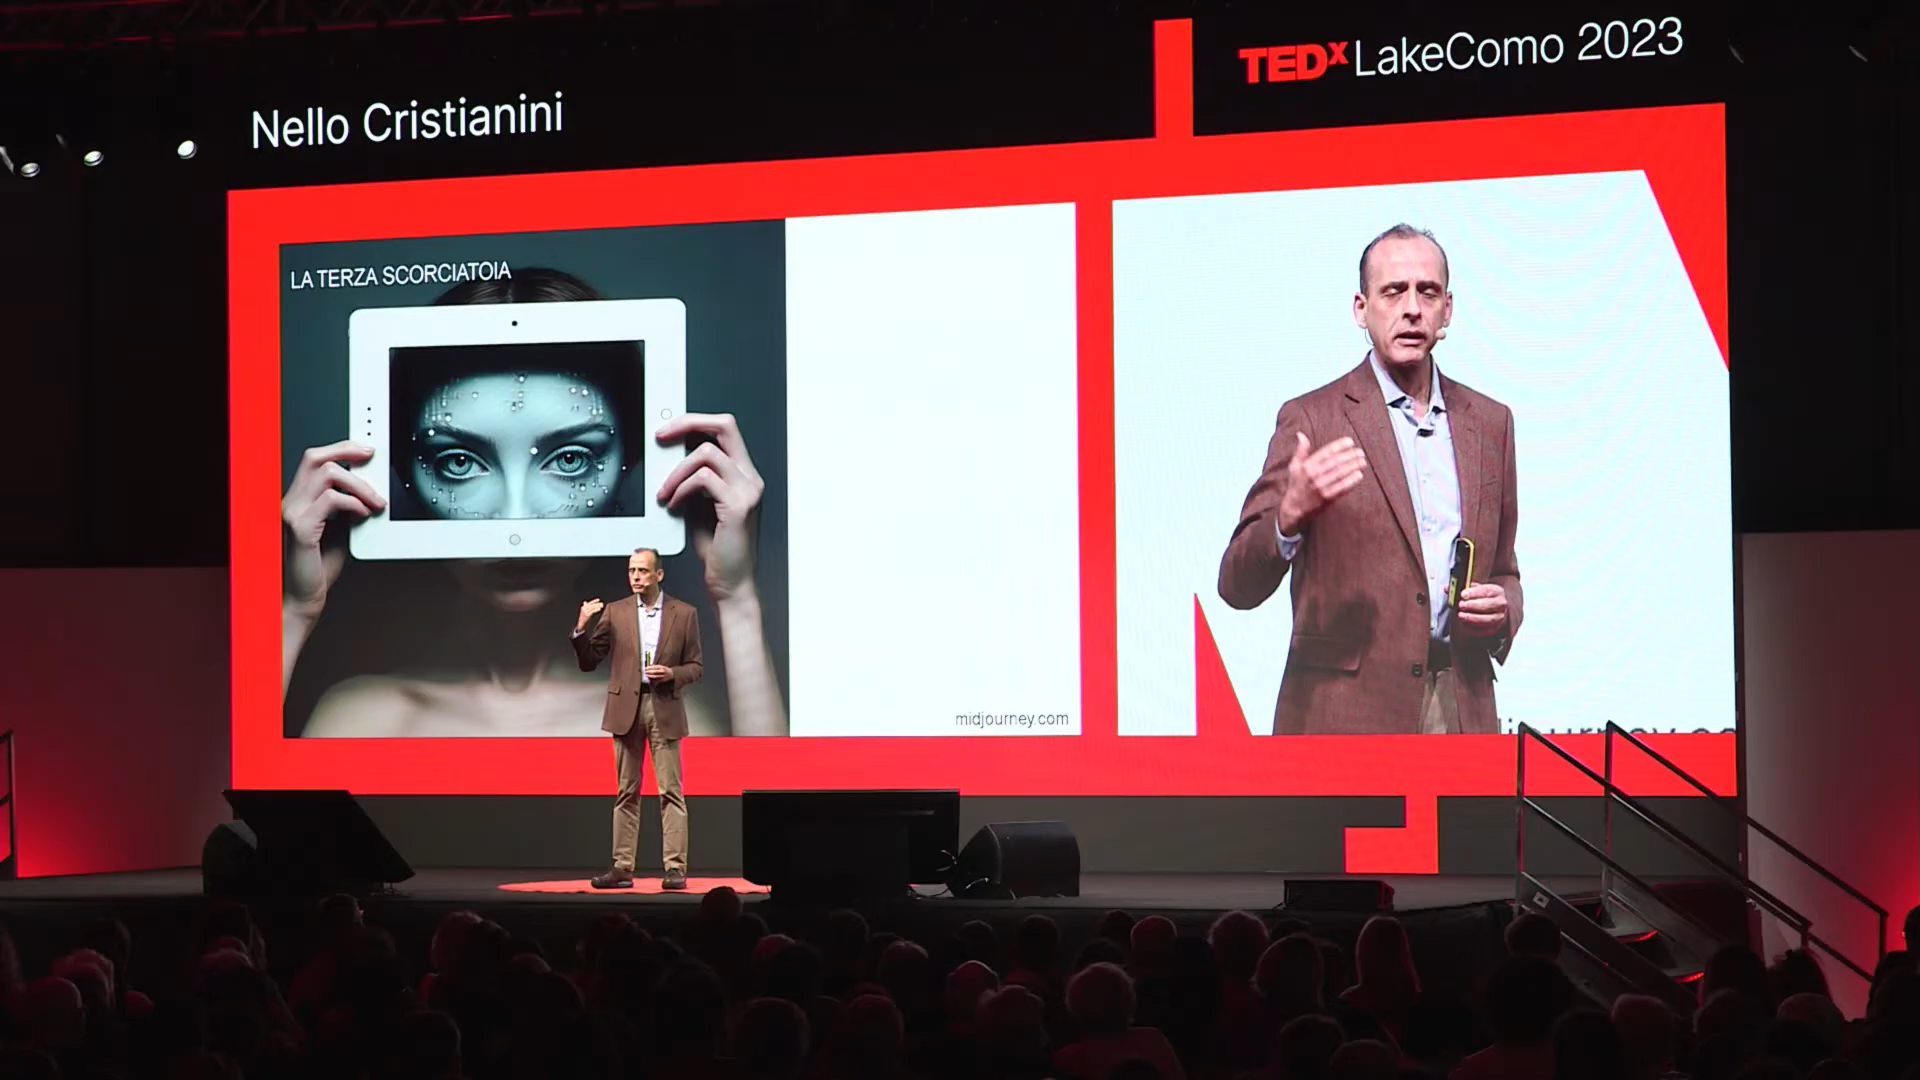 Nello Cristianini
TEDx LakeComo 2023
LA TERZA SCORCIATOIA
midjourney.com